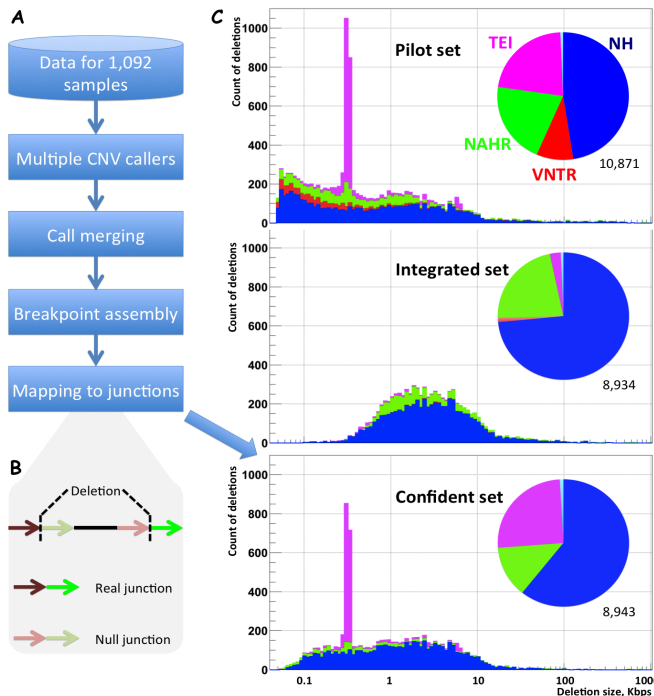 A
Data for 1,092
samples
Multiple CNV callers
Call merging
Breakpoint assembly
Mapping to junctions
B
Deletion
Real junction
Null junction
C
Count of deletions
1000
800
600
400
200
0
Pilot set
TEI
NH
NAHR
VNTR
10,871
Count of deletions
1000
800
600
400
200
0
Integrated set
8,934
Count of deletions
1000
800
600
400
200
0
Confident set
8,943
0.1 1 10 100 1000
Deletion size, Kbps